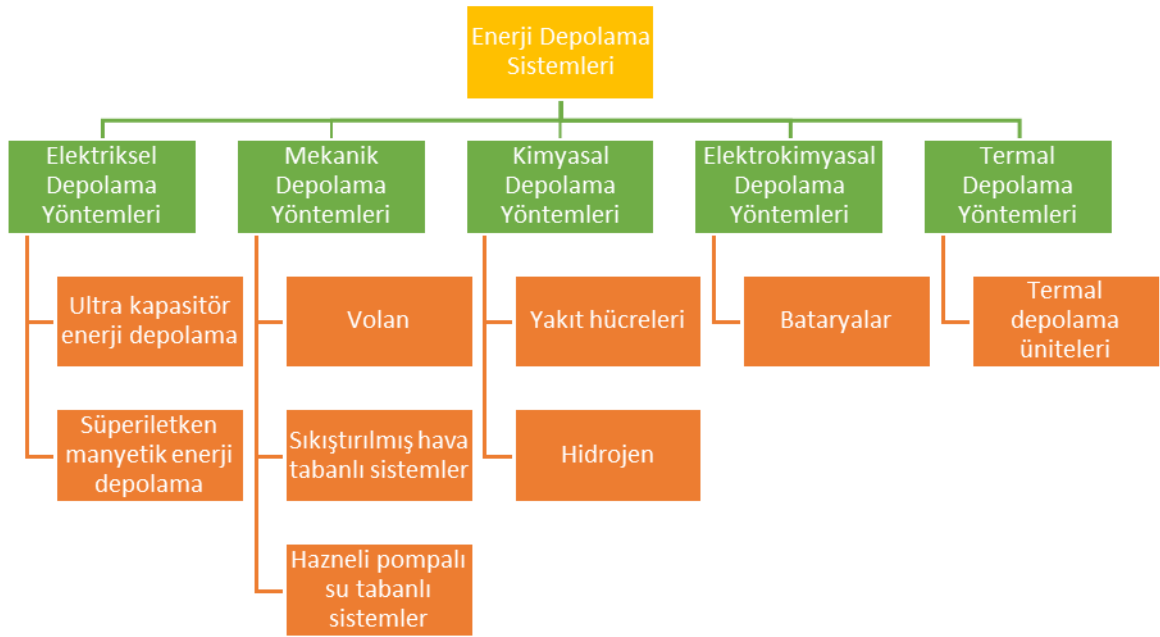 Enerji Depolama
Sistemleri
Elektriksel
Depolama
Yöntemleri
Mekanik
Depolama
Yöntemleri
Kimyasal
Depolama
Yöntemleri
Elektrokimyasal
Depolama
Yöntemleri
Termal
Depolama
Yöntemleri
Ultra kapasitör
enerji depolama
Volan
Yakıt hücreleri
Bataryalar
Termal
depolama
üniteleri
Süperiletken
manyetik enerji
depolama
Sıkıştırılmış hava
tabanlı sistemler
Hidrojen
Hazneli pompalı
su tabanlı
sistemler